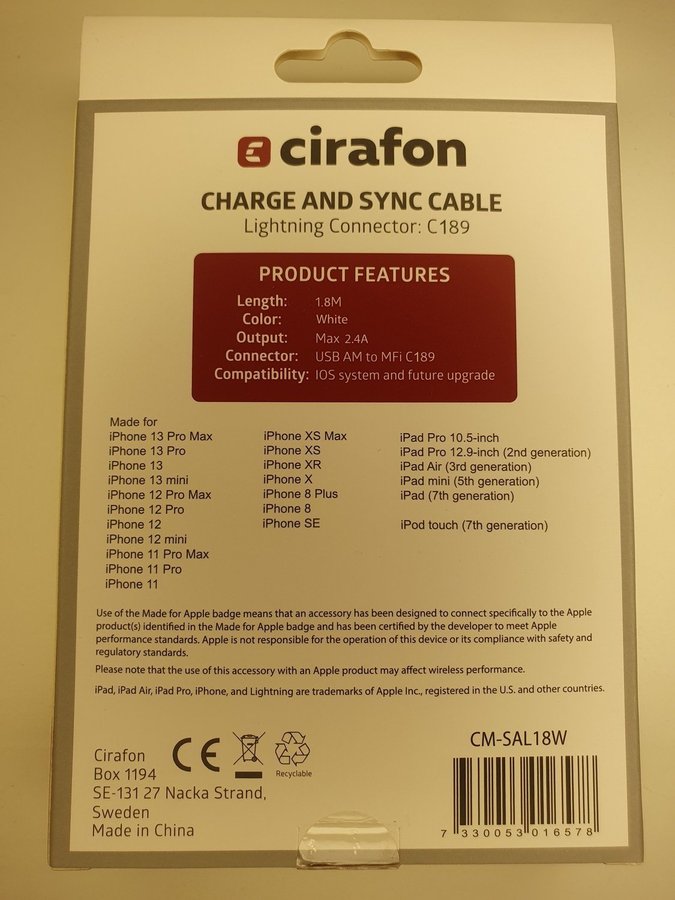 cirafon
CHARGE AND SYNC CABLE
Lightning Connector: C189
PRODUCT FEATURES
Length: 1.8M
Color: White
Output: Max 2.4A
Connector: USB AM to MFi C189
Compatibility: IOS system and future upgrade
Made for
iPhone 13 Pro Max
iPhone 13 Pro
iPhone 13
iPhone 13 mini
iPhone 12 Pro Max
iPhone 12 Pro
iPhone 12
iPhone 12 mini
iPhone 11 Pro Max
iPhone 11 Pro
iPhone 11
iPhone XS Max
iPhone XS
iPhone XR
iPhone X
iPhone 8 Plus
iPhone 8
iPhone SE
iPad Pro 10.5-inch
iPad Pro 12.9-inch (2nd generation)
iPad Air (3rd generation)
iPad mini (5th generation)
iPad (7th generation)
iPod touch (7th generation)
Use of the Made for Apple badge means that an accessory has been designed to connect specifically to the Apple
product(s) identified in the Made for Apple badge and has been certified by the developer to meet Apple
performance standards. Apple is not responsible for the operation of this device or its compliance with safety and
regulatory standards.
Please note that the use of this accessory with an Apple product may affect wireless performance.
iPad, iPad Air, iPad Pro, iPhone, and Lightning are trademarks of Apple Inc., registered in the U.S. and other countries.
Cirafon
Box 1194
SE-131 27 Nacka Strand,
Sweden
Made in China
CE
Recyclable
CM-SAL18W
7 330053 016578